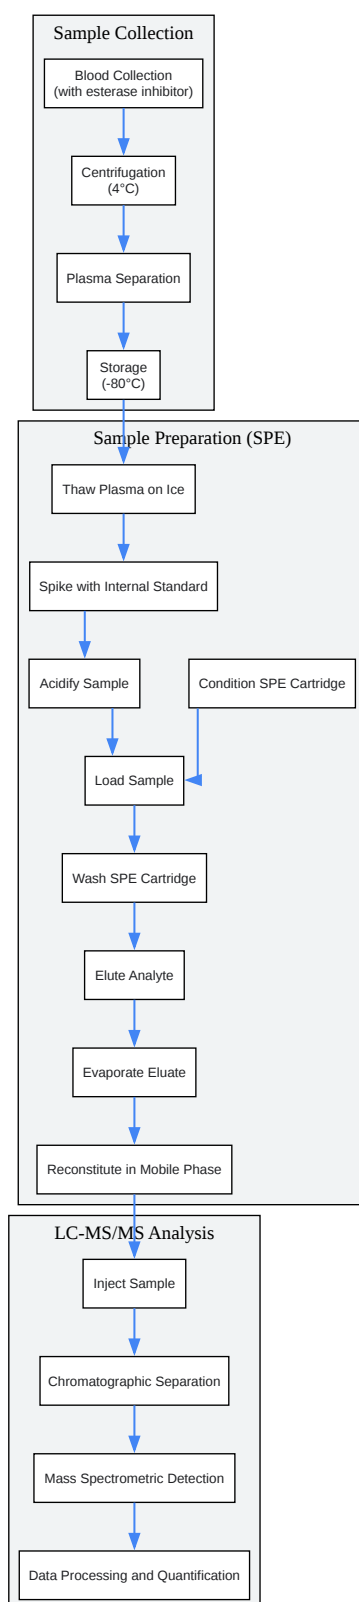 Sample Collection
Blood Collection
(with esterase inhibitor)
Centrifugation
(4°C)
Plasma Separation
Storage
(-80°C)
Sample Preparation (SPE)
Thaw Plasma on Ice
Spike with Internal Standard
Acidify Sample
Condition SPE Cartridge
Load Sample
Wash SPE Cartridge
Elute Analyte
Evaporate Eluate
Reconstitute in Mobile Phase
LC-MS/MS Analysis
Inject Sample
Chromatographic Separation
Mass Spectrometric Detection
Data Processing and Quantification